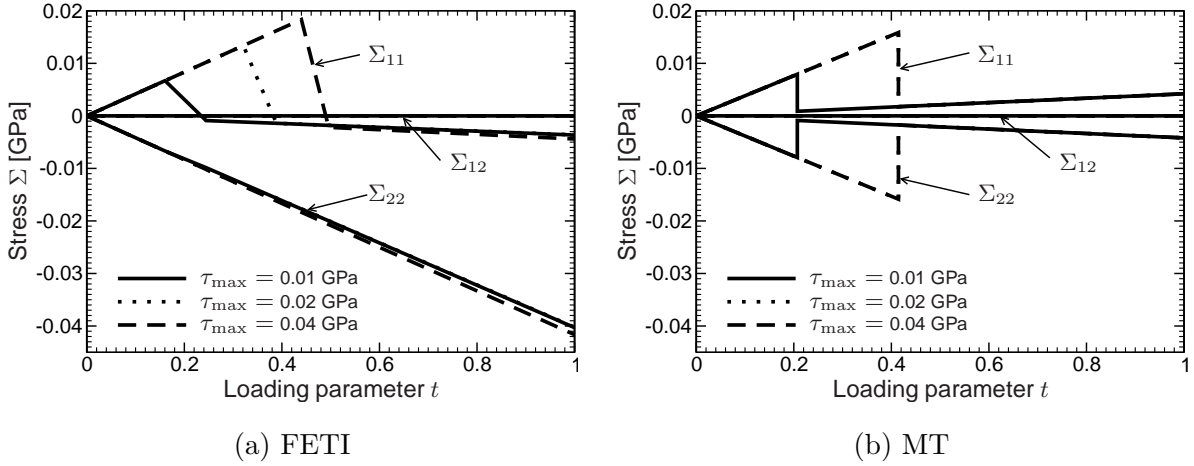 0.02
0.01
0
-0.01
-0.02
-0.03
-0.04
Stress Σ [GPa]
Σ11
Σ12
Σ22
τmax = 0.01 GPa
τmax = 0.02 GPa
τmax = 0.04 GPa
0 0.2 0.4 0.6 0.8 1
Loading parameter t
(a) FETI
0.02
0.01
0
-0.01
-0.02
-0.03
-0.04
Stress Σ [GPa]
Σ11
Σ12
Σ22
τmax = 0.01 GPa
τmax = 0.02 GPa
τmax = 0.04 GPa
0 0.2 0.4 0.6 0.8 1
Loading parameter t
(b) MT